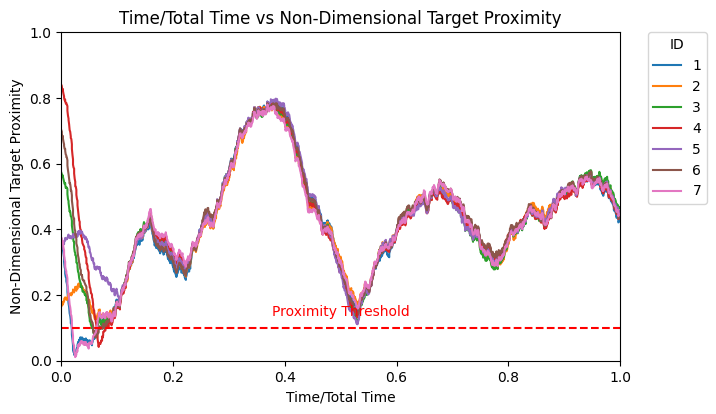 Time/Total Time vs Non-Dimensional Target Proximity
Non-Dimensional Target Proximity
1.0
0.8
0.6
0.4
0.2
0.0
Proximity Threshold
0.0 0.2 0.4 0.6 0.8 1.0
Time/Total Time
ID
1
2
3
4
5
6
7